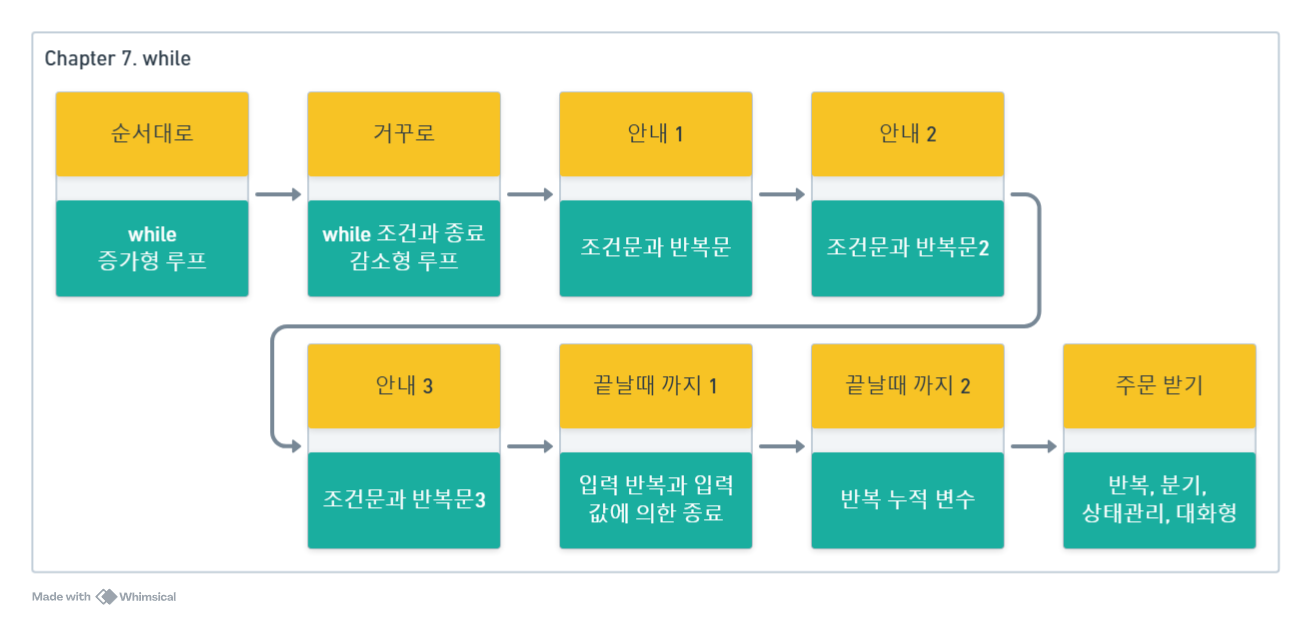 Chapter 7. while
순서대로
while
증가형 루프
거꾸로
while 조건과 종료
감소형 루프
안내 1
조건문과 반복문
안내 2
조건문과 반복문2
안내 3
조건문과 반복문3
끝날때 까지 1
입력 반복과 입력
값에 의한 종료
끝날때 까지 2
반복 누적 변수
주문 받기
반복, 분기,
상태관리, 대화형
Made with Whimsical